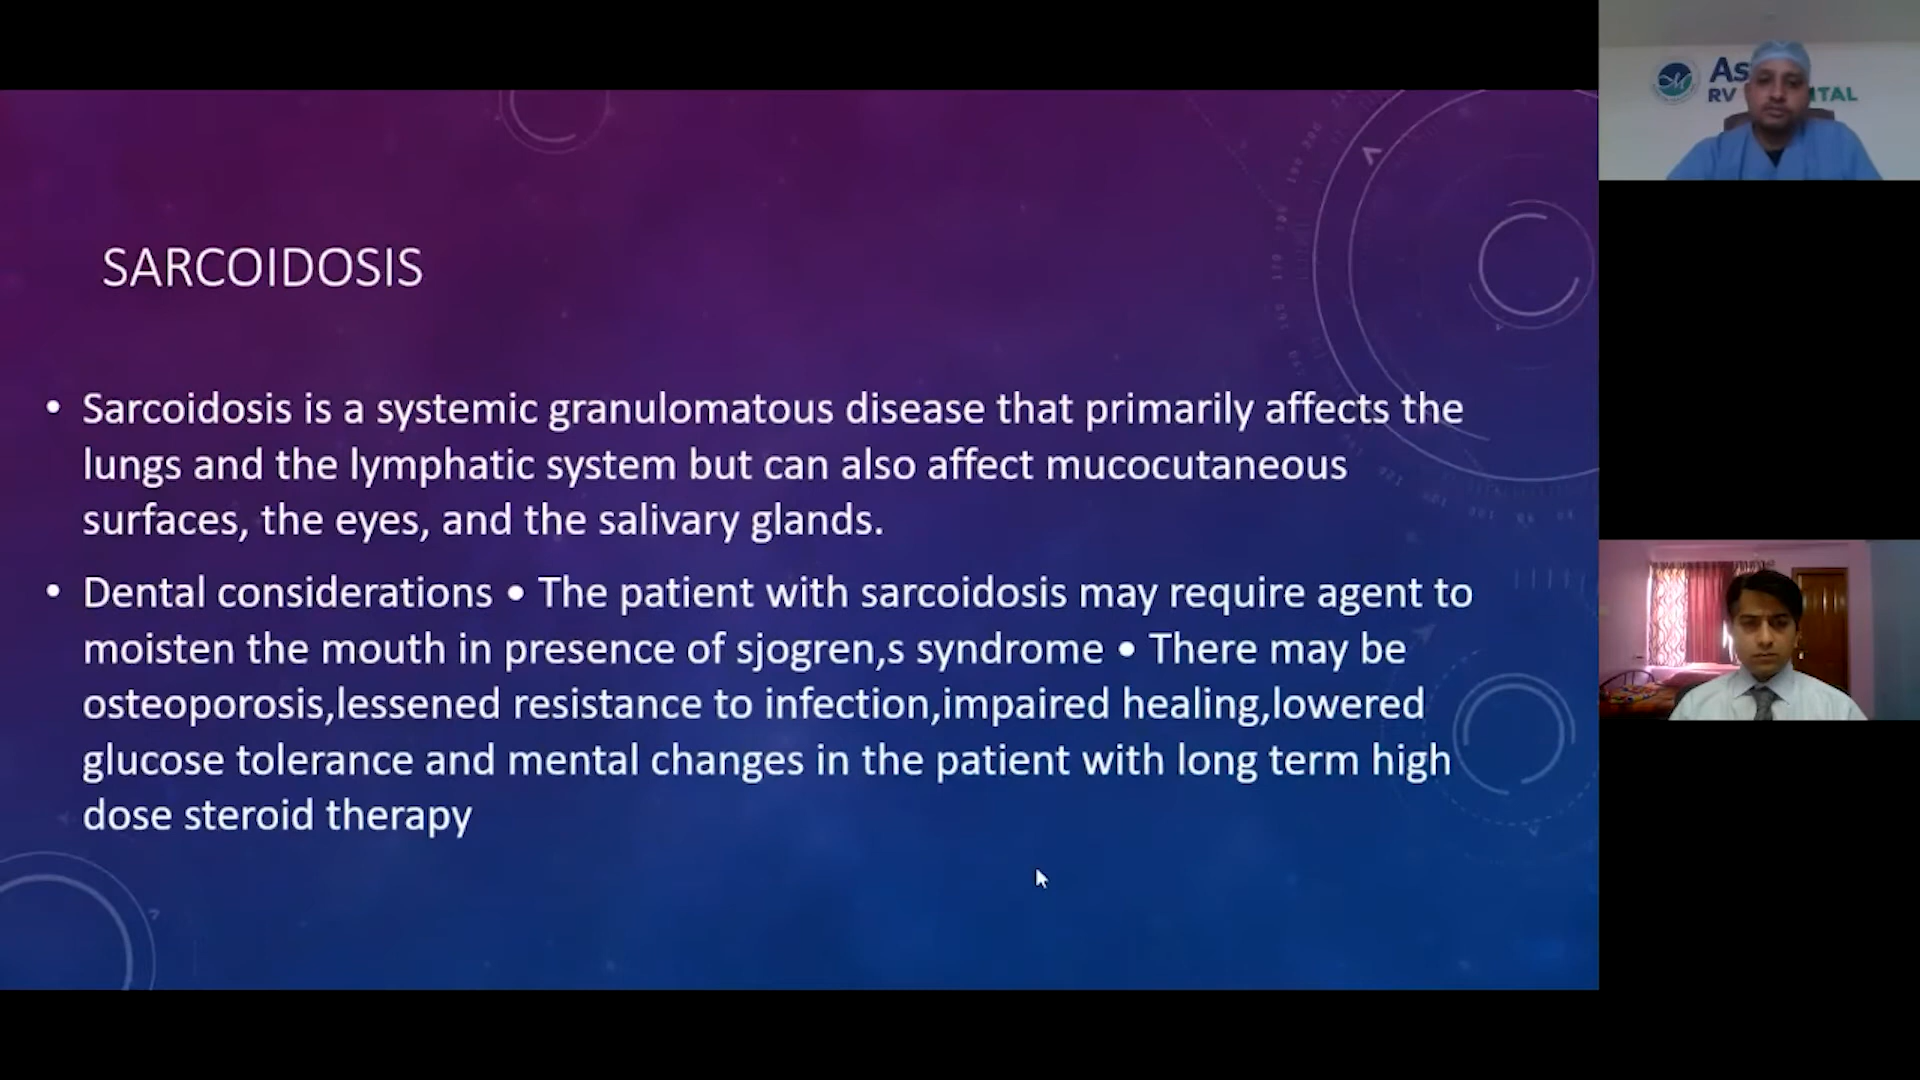 SARCOIDOSIS
• Sarcoidosis is a systemic granulomatous disease that primarily affects the
lungs and the lymphatic system but can also affect mucocutaneous
surfaces, the eyes, and the salivary glands.
• Dental considerations • The patient with sarcoidosis may require agent to
moisten the mouth in presence of sjogren,s syndrome • There may be
osteoporosis,lessened resistance to infection,impaired healing,lowered
glucose tolerance and mental changes in the patient with long term high
dose steroid therapy
As
RV
TAL